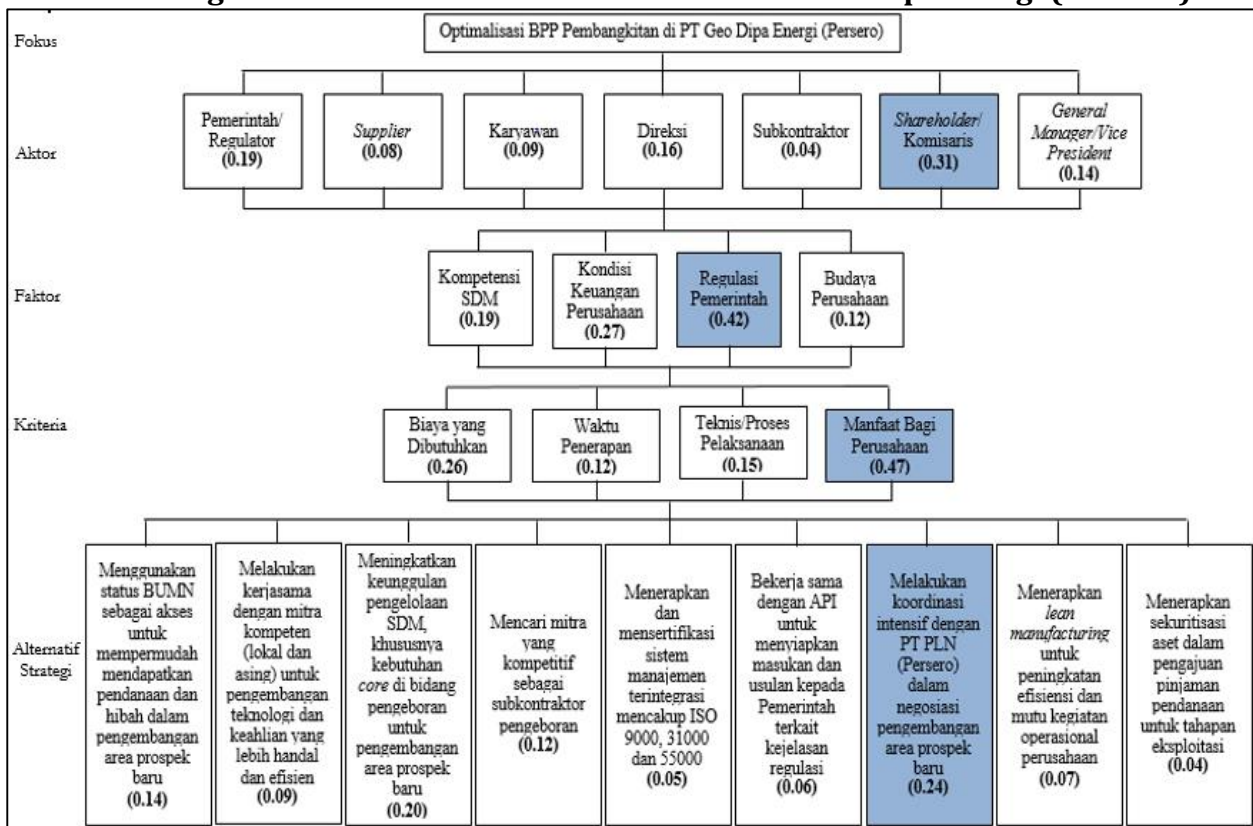 Fokus
Optimalisasi BPP Pembangkitan di PT Geo Dipa Energi (Persero)
Aktor
Pemerintah/
Regulator
(0.19)
Supplier
(0.08)
Karyawan
(0.09)
Direksi
(0.16)
Subkontraktor
(0.04)
Shareholder/
Komisaris
(0.31)
General
Manager/Vice
President
(0.14)
Faktor
Kompetensi
SDM
(0.19)
Kondisi
Keuangan
Perusahaan
(0.27)
Regulasi
Pemerintah
(0.42)
Budaya
Perusahaan
(0.12)
Kriteria
Biaya yang
Dibutuhkan
(0.26)
Waktu
Penerapan
(0.12)
Teknis/Proses
Pelaksanaan
(0.15)
Manfaat Bagi
Perusahaan
(0.47)
Alternatif
Strategi
Menggunakan
status BUMN
sebagai akses
untuk
mempermudah
mendapatkan
pendanaan dan
hibah dalam
pengembangan
area prospek
baru
(0.14)
Melakukan
kerjasama
dengan mitra
kompeten
(lokal dan
asing) untuk
pengembangan
teknologi dan
keahlian yang
lebih handal
dan efisien
(0.09)
Meningkatkan
keunggulan
pengelolaan
SDM,
khususnya
kebutuhan
core di bidang
pengeboran
untuk
pengembangan
area prospek
baru
(0.20)
Mencari mitra
yang
kompetitif
sebagai
subkontraktor
pengeboran
(0.12)
Menerapkan
dan
mensertifikasi
sistem
manajemen
terintegrasi
mencakup ISO
9000, 31000
dan 55000
(0.05)
Bekerja sama
dengan API
untuk
menyiapkan
masukan dan
usulan kepada
Pemerintah
terkait
kejelasan
regulasi
(0.06)
Melakukan
koordinasi
intensif dengan
PT PLN
(Persero)
dalam
negosiasi
pengembangan
area prospek
baru
(0.24)
Menerapkan
lean
manufacturing
untuk
peningkatan
efisiensi dan
mutu kegiatan
operasional
perusahaan
(0.07)
Menerapkan
sekuritisasi
aset dalam
pengajuan
pinjaman
pendanaan
untuk tahapan
eksploitasi
(0.04)